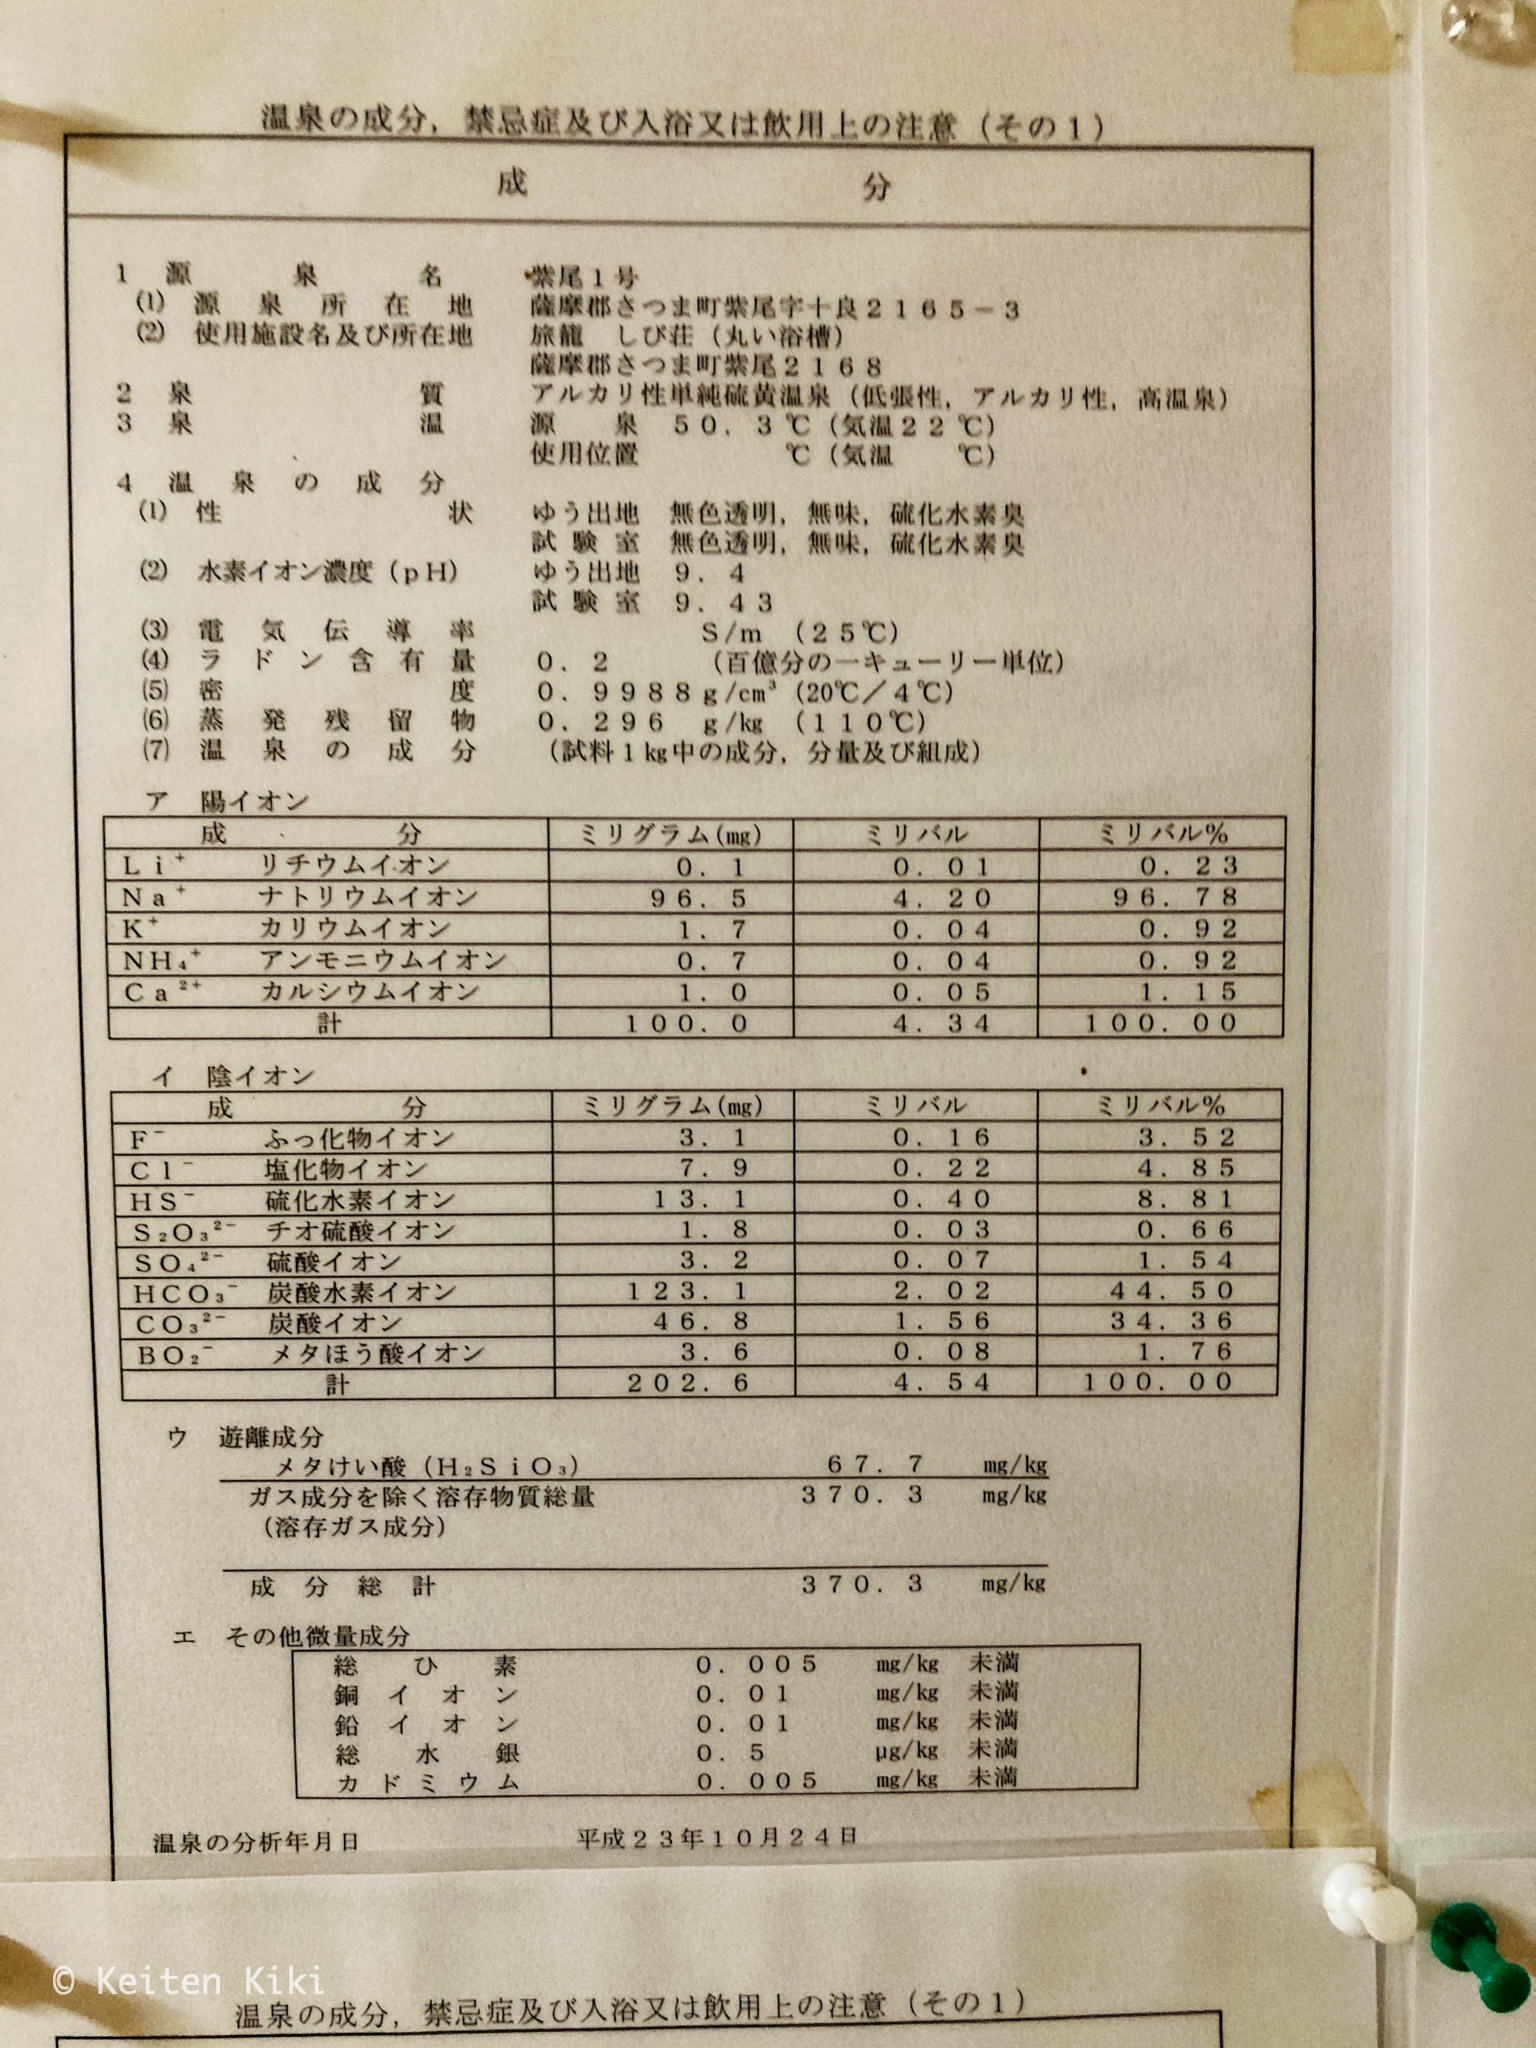 温泉の成分，禁忌症及び入浴又は飲用上の注意（その１）
成　分
１　源泉名　紫尾１号
⑴　源泉所在地　薩摩郡さつま町紫尾字十良２１６５－３
⑵　使用施設名及び所在地　旅籠　しび荘（丸い浴槽）
薩摩郡さつま町紫尾２１６８
２　泉質　アルカリ性単純硫黄温泉（低張性，アルカリ性，高温泉）
３　泉温　源泉　５０．３℃（気温２２℃）
使用位置　℃（気温　℃）
４　温泉の成分
⑴　性状　ゆう出地　無色透明，無味，硫化水素臭
試験室　無色透明，無味，硫化水素臭
⑵　水素イオン濃度（ｐＨ）　ゆう出地　９．４
試験室　９．４３
⑶　電気伝導率　Ｓ/ｍ　（２５℃）
⑷　ラドン含有量　０．２　（百億分の一キューリー単位）
⑸　密度　０．９９８８ｇ/㎝³（20℃／４℃）
⑹　蒸発残留物　０．２９６　ｇ/㎏　（１１０℃）
⑺　温泉の成分　（試料１㎏中の成分，分量及び組成）
ア　陽イオン
成分　ミリグラム(㎎)　ミリバル　ミリバル％
Ｌｉ⁺　リチウムイオン　０．１　０．０１　０．２３
Ｎａ⁺　ナトリウムイオン　９６．５　４．２０　９６．７８
Ｋ⁺　カリウムイオン　１．７　０．０４　０．９２
ＮＨ₄⁺　アンモニウムイオン　０．７　０．０４　０．９２
Ｃａ²⁺　カルシウムイオン　１．０　０．０５　１．１５
計　１００．０　４．３４　１００．００
イ　陰イオン
成分　ミリグラム(㎎)　ミリバル　ミリバル％
Ｆ⁻　ふっ化物イオン　３．１　０．１６　３．５２
Ｃｌ⁻　塩化物イオン　７．９　０．２２　４．８５
ＨＳ⁻　硫化水素イオン　１３．１　０．４０　８．８１
Ｓ₂Ｏ₃²⁻　チオ硫酸イオン　１．８　０．０３　０．６６
ＳＯ₄²⁻　硫酸イオン　３．２　０．０７　１．５４
ＨＣＯ₃⁻　炭酸水素イオン　１２３．１　２．０２　４４．５０
ＣＯ₃²⁻　炭酸イオン　４６．８　１．５６　３４．３６
ＢＯ₂⁻　メタほう酸イオン　３．６　０．０８　１．７６
計　２０２．６　４．５４　１００．００
ウ　遊離成分
メタけい酸（Ｈ₂ＳｉＯ₃）　６７．７　㎎/㎏
ガス成分を除く溶存物質総量　３７０．３　㎎/㎏
（溶存ガス成分）
成分総計　３７０．３　㎎/㎏
エ　その他微量成分
総ひ素　０．００５　㎎/㎏　未満
銅イオン　０．０１　㎎/㎏　未満
鉛イオン　０．０１　㎎/㎏　未満
総水銀　０．５　μg/㎏　未満
カドミウム　０．００５　㎎/㎏　未満
温泉の分析年月日　平成２３年１０月２４日
© Keiten Kiki
温泉の成分，禁忌症及び入浴又は飲用上の注意（その１）